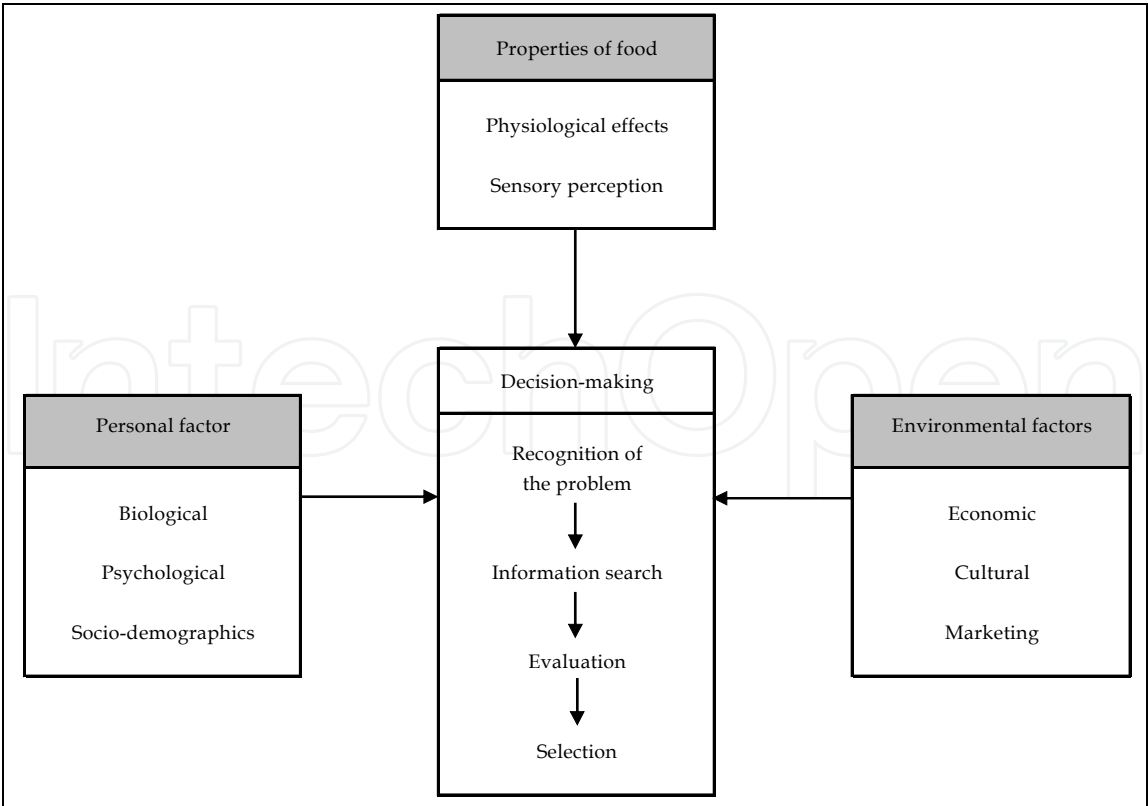 Properties of food
Physiological effects
Sensory perception
IntechOpen
Decision-making
Personal factor
Environmental factors
Recognition of
the problem
Biological
Economic
Information search
Psychological
Cultural
Socio-demographics
Marketing
Evaluation
Selection